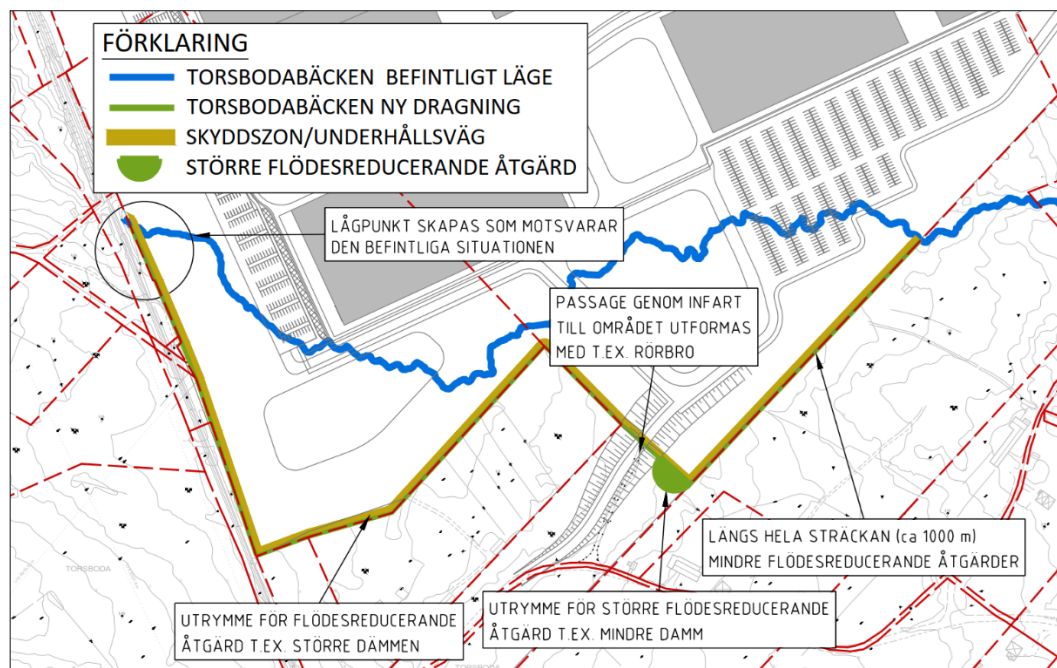 FÖRKLARING
TORSBODABÄCKEN BEFINTLIGT LÄGE
TORSBODABÄCKEN NY DRAGNING
SKYDDSZON/UNDERHÅLLSVÄG
STÖRRE FLÖDESREDUCERANDE ÅTGÄRD
LÅGPUNKT SKAPAS SOM MOTSVARAR
DEN BEFINTLIGA SITUATIONEN
PASSAGE GENOM INFART
TILL OMRÅDET UTFORMAS
MED T.EX. RÖRBRO
LÄNGS HELA STRÄCKAN (ca 1000 m)
MINDRE FLÖDESREDUCERANDE ÅTGÄRDER
TORSBODA
UTRYMME FÖR FLÖDESREDUCERANDE
ÅTGÄRD T.EX. STÖRRE DÄMMEN
UTRYMME FÖR STÖRRE FLÖDESREDUCERANDE
ÅTGÄRD T.EX. MINDRE DAMM
TORSBODA